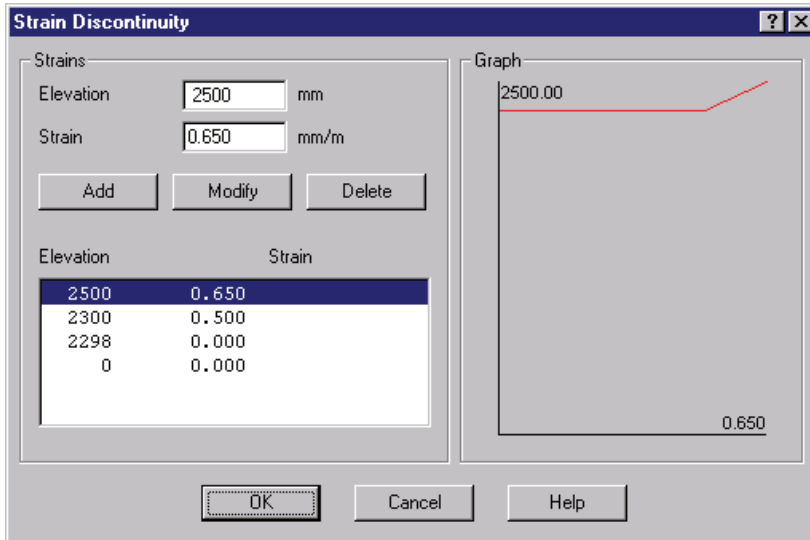 Strain Discontinuity
Strains
Elevation 2500 mm
Strain 0.650 mm/m
Add Modify Delete
Elevation Strain
2500 0.650
2300 0.500
2298 0.000
0 0.000
Graph
2500.00
0.650
OK Cancel Help